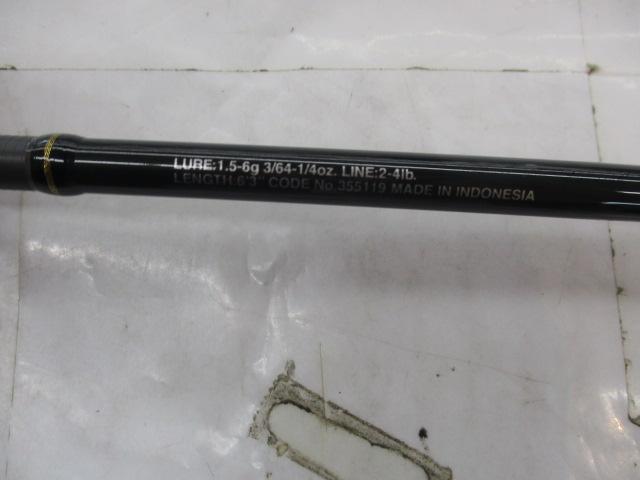 LURE:1.5-6g 3/64-1/4oz. LINE:2-4lb.
LENGTH:6'3" CODE No.355119 MADE IN INDONESIA